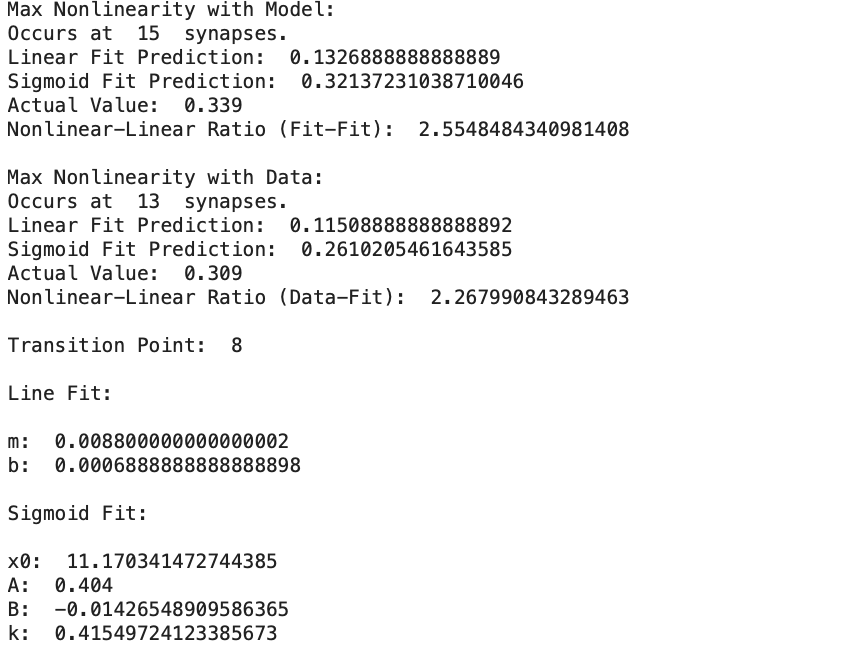 Max Nonlinearity with Model:
Occurs at  15  synapses.
Linear Fit Prediction:  0.1326888888888889
Sigmoid Fit Prediction:  0.32137231038710046
Actual Value:  0.339
Nonlinear-Linear Ratio (Fit-Fit):  2.5548484340981408
Max Nonlinearity with Data:
Occurs at  13  synapses.
Linear Fit Prediction:  0.11508888888888892
Sigmoid Fit Prediction:  0.2610205461643585
Actual Value:  0.309
Nonlinear-Linear Ratio (Data-Fit):  2.267990843289463
Transition Point:  8
Line Fit:
m:  0.008800000000000002
b:  0.0006888888888888898
Sigmoid Fit:
x0:  11.170341472744385
A:  0.404
B:  -0.01426548909586365
k:  0.41549724123385673